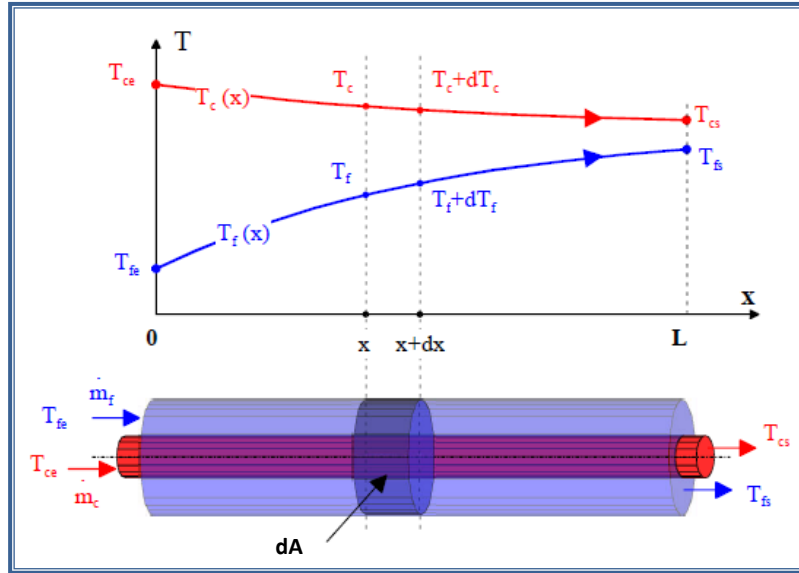 T
T_ce
T_c (x)
T_c
T_c+dT_c
T_cs
T_f
T_f+dT_f
T_fs
T_f (x)
T_fe
x
0
x
x+dx
L
ṁ_f
T_fe
T_ce
ṁ_c
T_cs
T_fs
dA